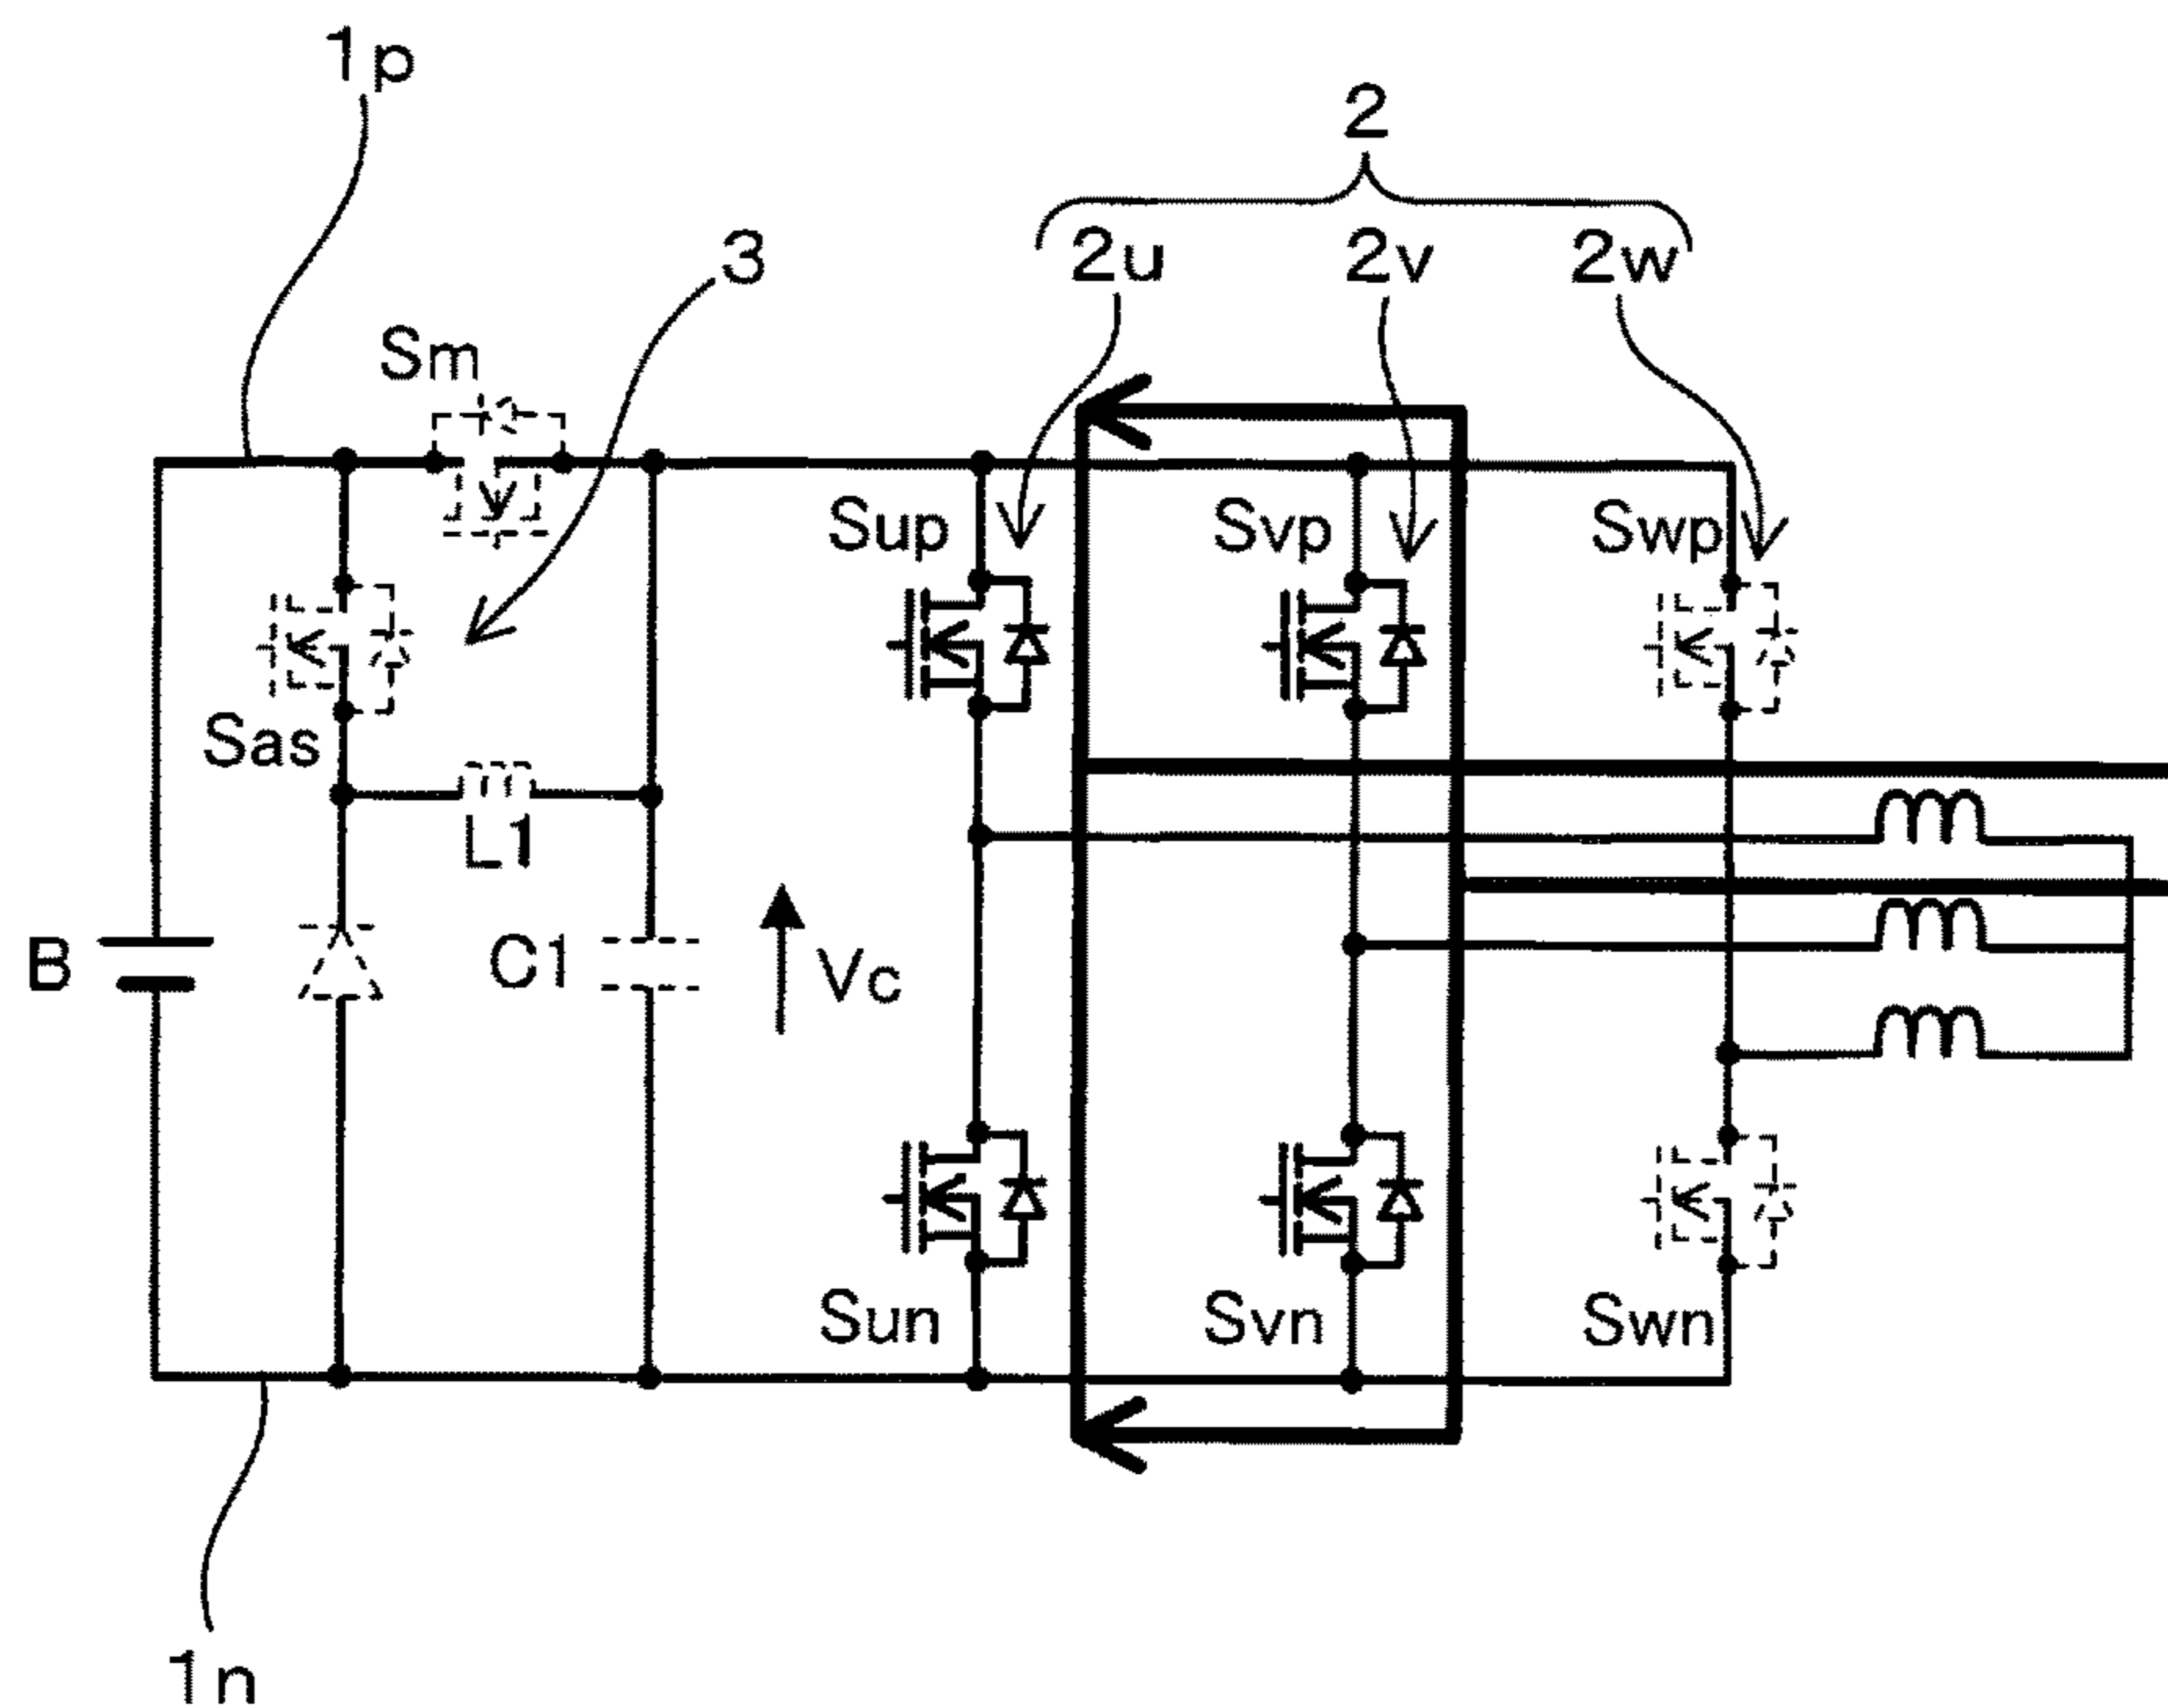 1p
2
2u 2v 2w
3
Sm
Sup Svp Swp
Sas
L1
B C1 Vc
Sun Svn Swn
1n